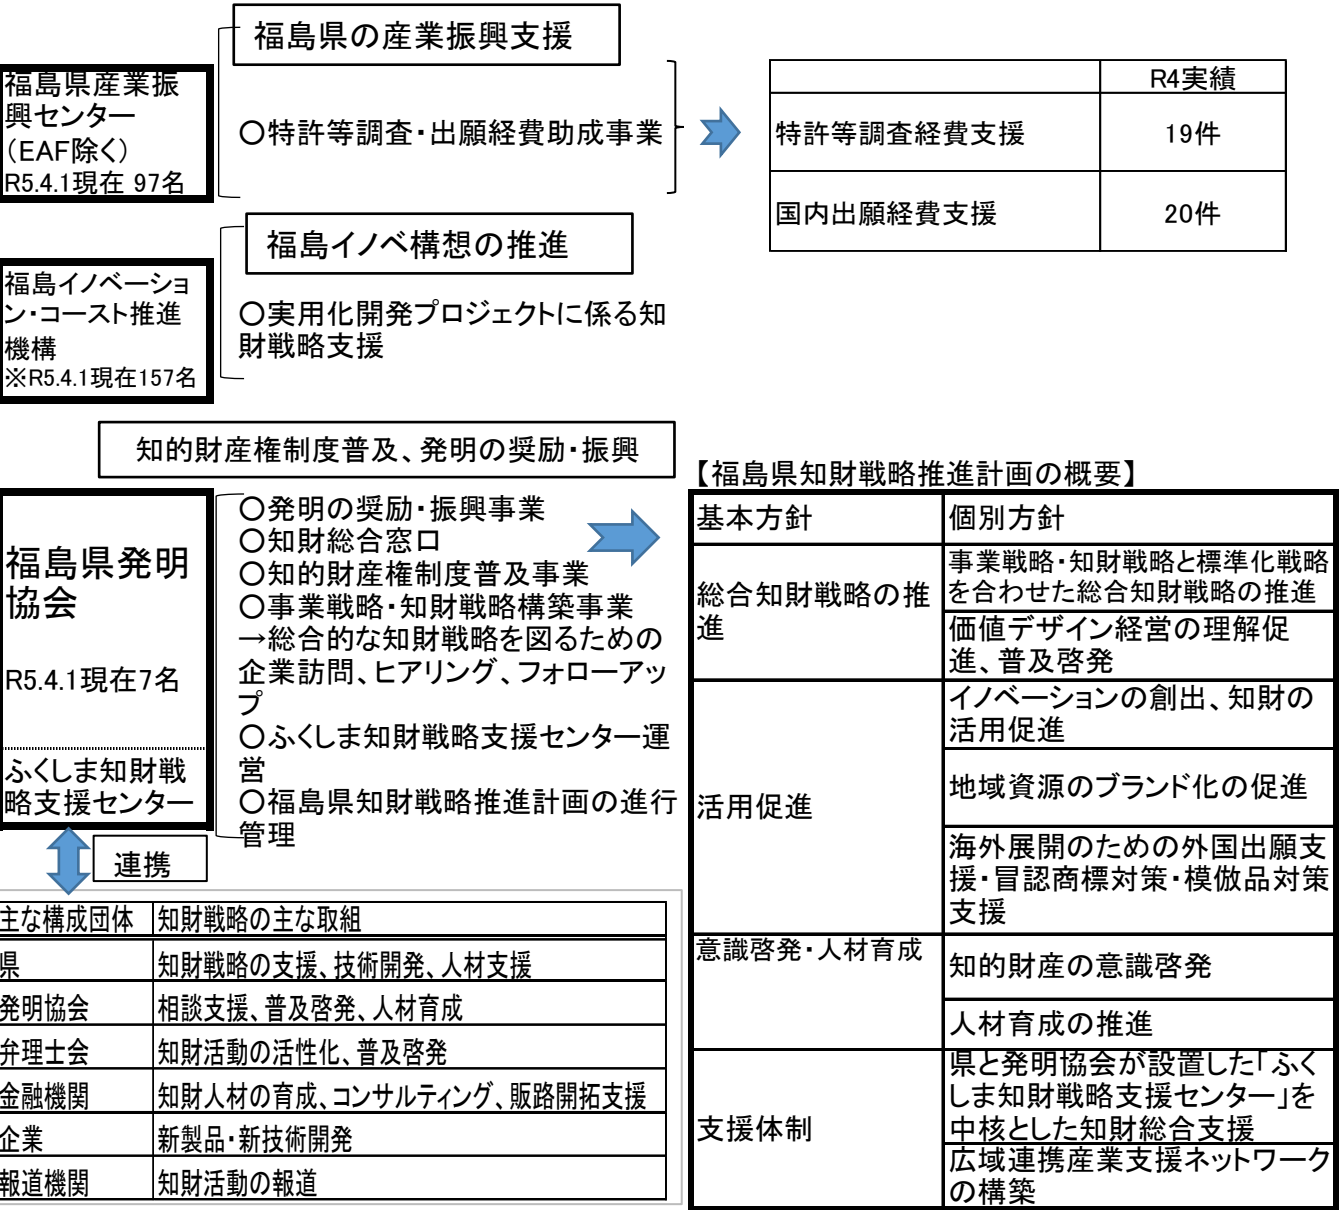 福島県の産業振興支援
福島県産業振
興センター
（EAF除く）
R5.4.1現在 97名
〇特許等調査・出願経費助成事業
R4実績
特許等調査経費支援 19件
国内出願経費支援 20件
福島イノベ構想の推進
福島イノベーショ
ン・コースト推進
機構
※R5.4.1現在157名
〇実用化開発プロジェクトに係る知
財戦略支援
知的財産権制度普及、発明の奨励・振興
福島県発明
協会
R5.4.1現在7名
ふくしま知財戦
略支援センター
〇発明の奨励・振興事業
〇知財総合窓口
〇知的財産権制度普及事業
〇事業戦略・知財戦略構築事業
→総合的な知財戦略を図るための
企業訪問、ヒアリング、フォローアッ
プ
〇ふくしま知財戦略支援センター運
営
〇福島県知財戦略推進計画の進行
管理
連携
主な構成団体 知財戦略の主な取組
県 知財戦略の支援、技術開発、人材支援
発明協会 相談支援、普及啓発、人材育成
弁理士会 知財活動の活性化、普及啓発
金融機関 知財人材の育成、コンサルティング、販路開拓支援
企業 新製品・新技術開発
報道機関 知財活動の報道
【福島県知財戦略推進計画の概要】
基本方針 個別方針
総合知財戦略の推
進
事業戦略・知財戦略と標準化戦略
を合わせた総合知財戦略の推進
価値デザイン経営の理解促
進、普及啓発
活用促進
イノベーションの創出、知財の
活用促進
地域資源のブランド化の促進
海外展開のための外国出願支
援・冒認商標対策・模倣品対策
支援
意識啓発・人材育成
知的財産の意識啓発
人材育成の推進
支援体制
県と発明協会が設置した「ふく
しま知財戦略支援センター」を
中核とした知財総合支援
広域連携産業支援ネットワーク
の構築